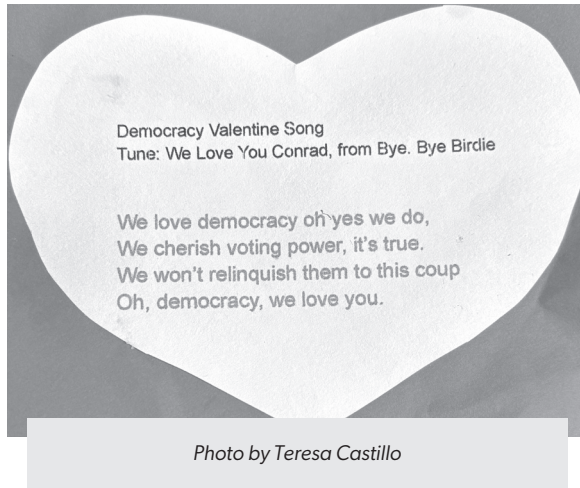 Democracy Valentine Song
Tune: We Love You Conrad, from Bye. Bye Birdie
We love democracy oh yes we do,
We cherish voting power, it's true.
We won't relinquish them to this coup
Oh, democracy, we love you.
Photo by Teresa Castillo